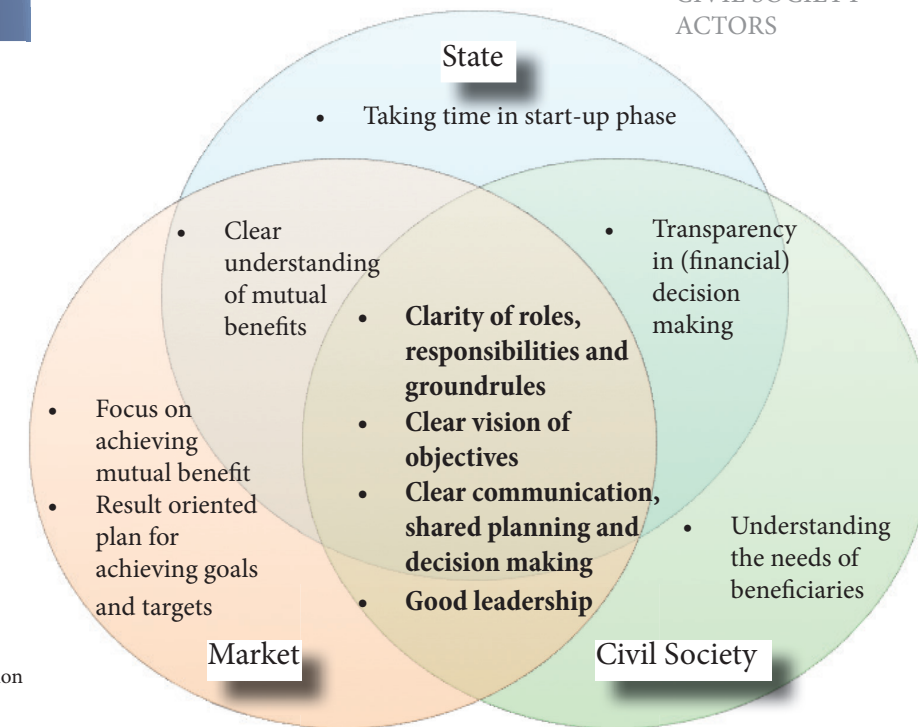 ACTORS
State
• Taking time in start-up phase
• Clear
understanding
of mutual
benefits
• Transparency
in (financial)
decision
making
• Clarity of roles,
responsibilities and
groundrules
• Clear vision of
objectives
• Clear communication,
shared planning and
decision making
• Good leadership
• Focus on
achieving
mutual benefit
• Result oriented
plan for
achieving goals
and targets
• Understanding
the needs of
beneficiaries
Market
Civil Society